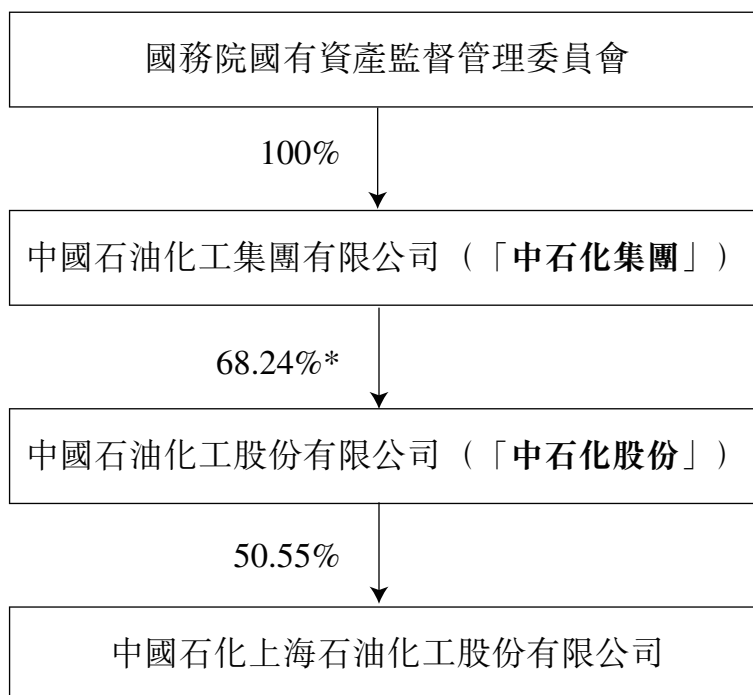 國務院國有資產監督管理委員會
100%
中國石油化工集團有限公司（「中石化集團」）
68.24%*
中國石油化工股份有限公司（「中石化股份」）
50.55%
中國石化上海石油化工股份有限公司